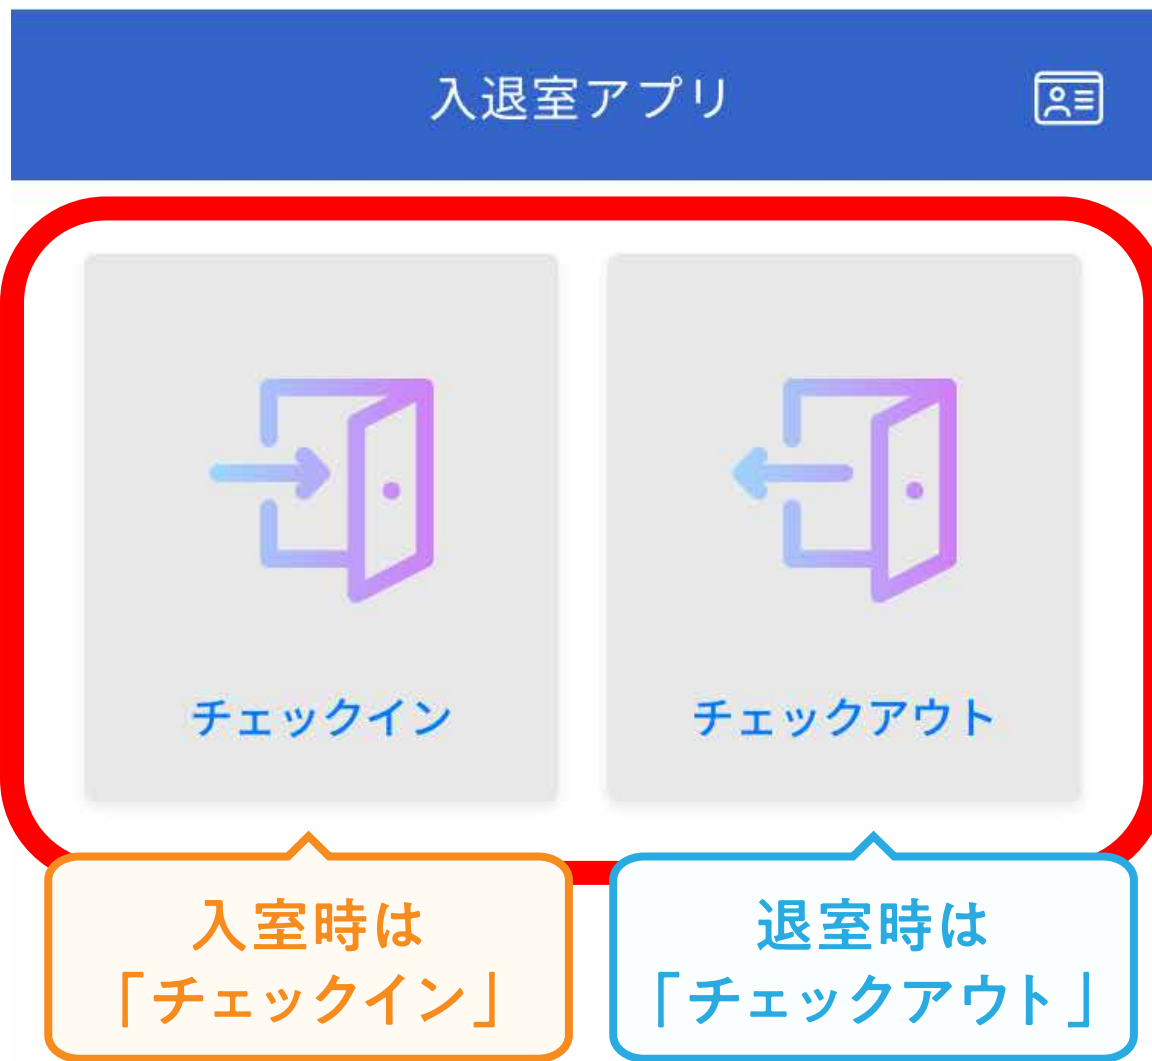 入退室アプリ
チェックイン
チェックアウト
入室時は
「チェックイン」
退室時は
「チェックアウト」